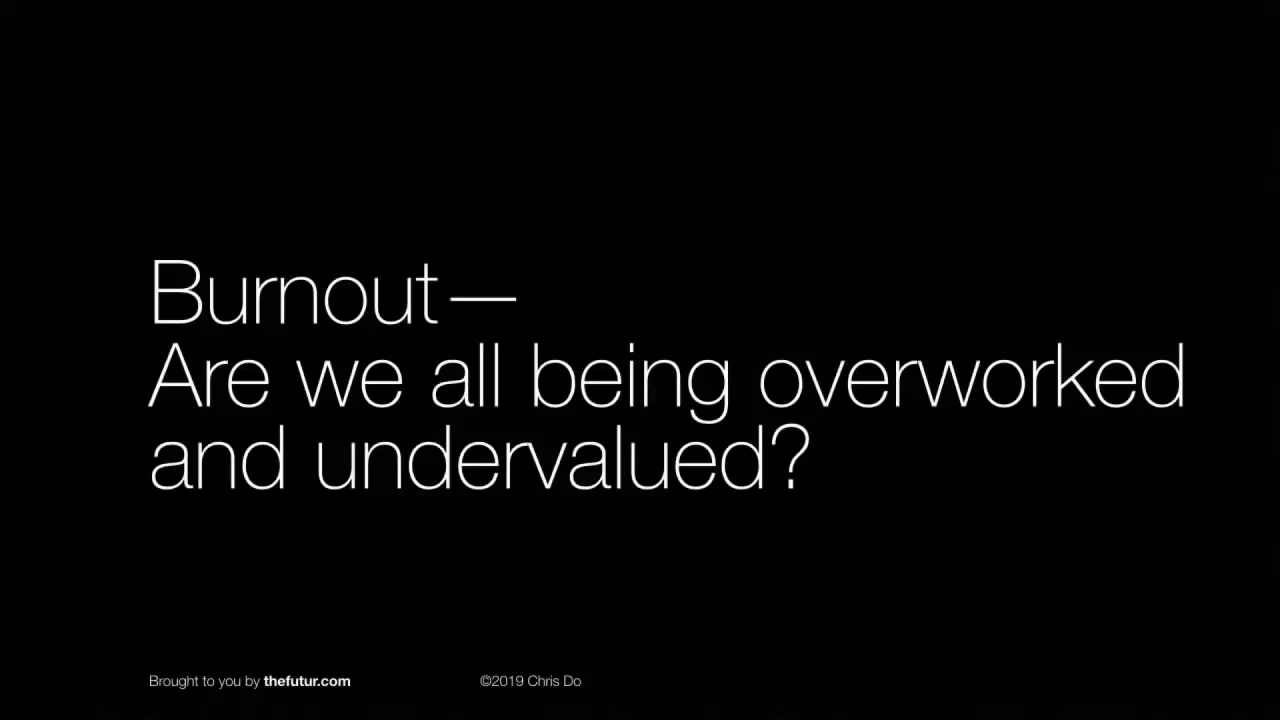 Burnout—
Are we all being overworked
and undervalued?
Brought to you by thefutur.com
©2019 Chris Do